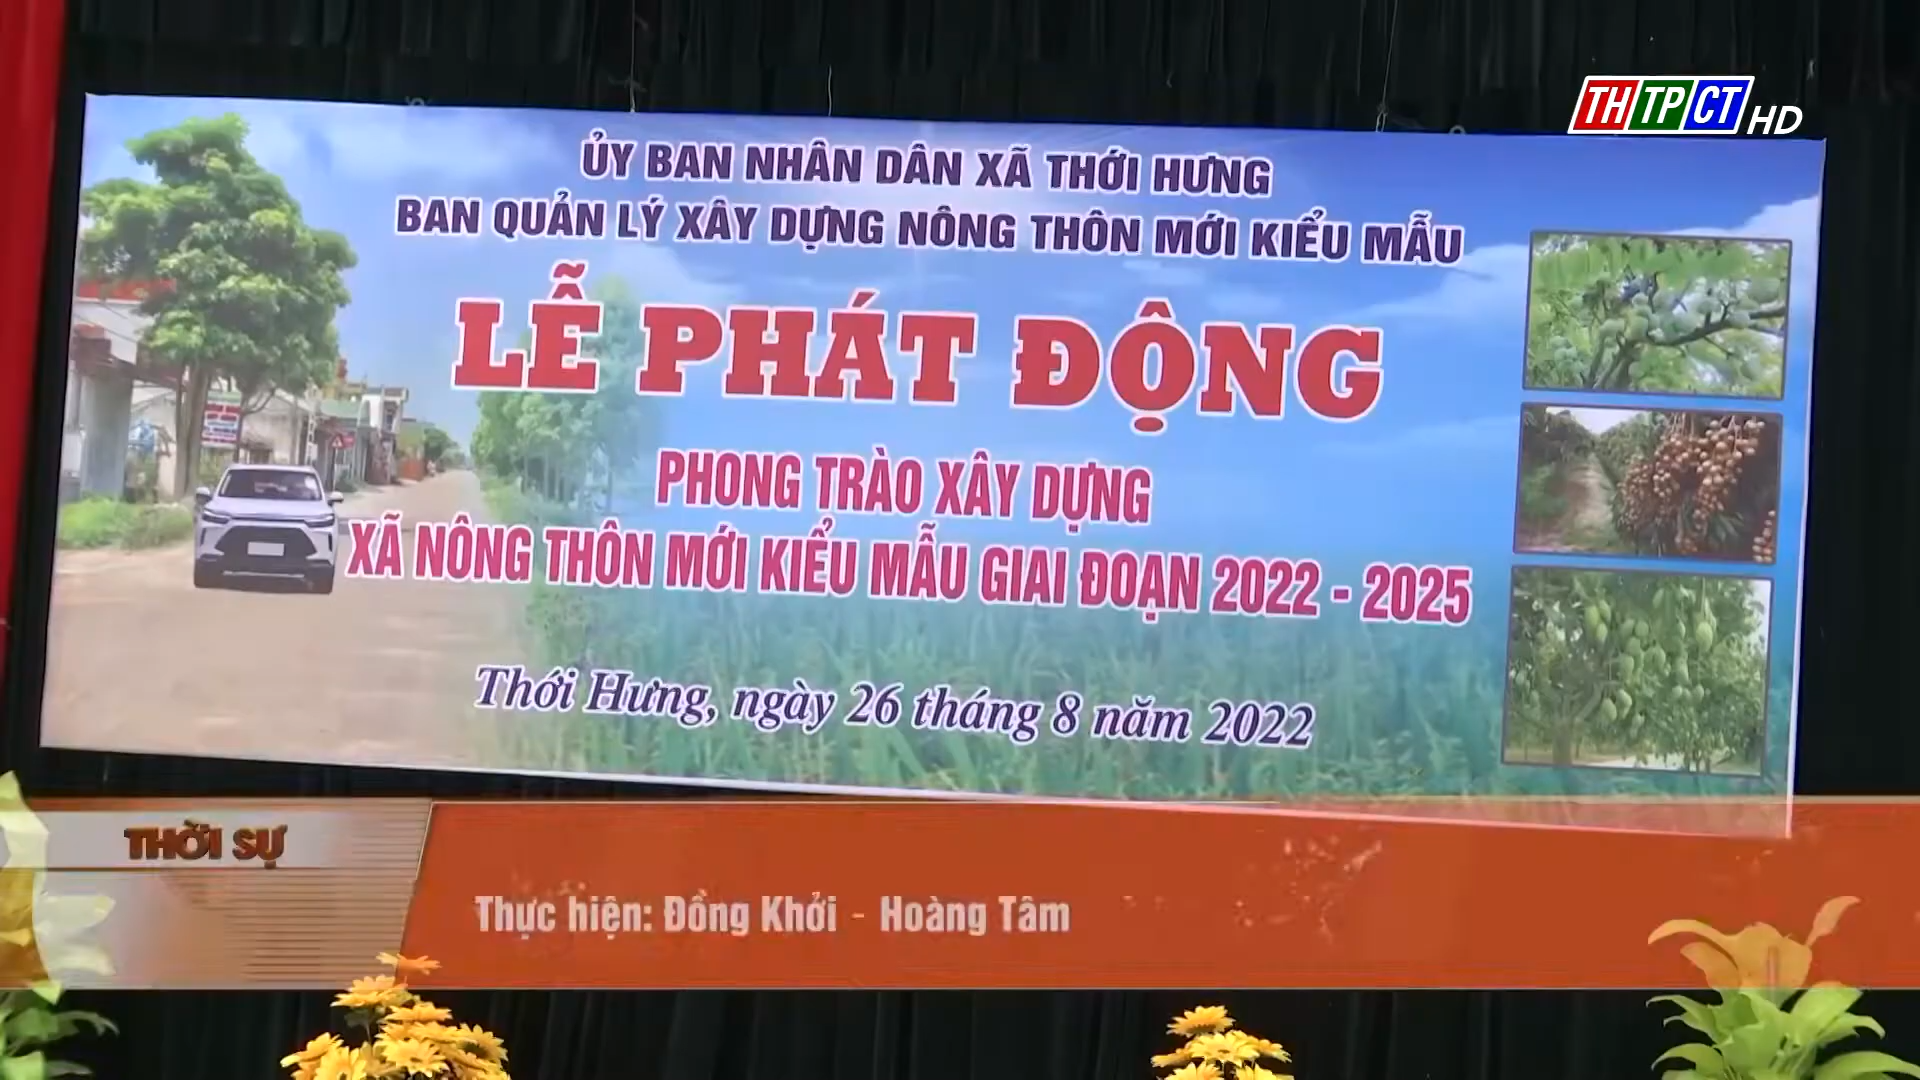 THTPCT HD
ỦY BAN NHÂN DÂN XÃ THỚI HƯNG
BAN QUẢN LÝ XÂY DỰNG NÔNG THÔN MỚI KIỂU MẪU
LỄ PHÁT ĐỘNG
PHONG TRÀO XÂY DỰNG
XÃ NÔNG THÔN MỚI KIỂU MẪU GIAI ĐOẠN 2022 - 2025
Thới Hưng, ngày 26 tháng 8 năm 2022
THỜI SỰ
Thực hiện: Đồng Khởi - Hoàng Tâm